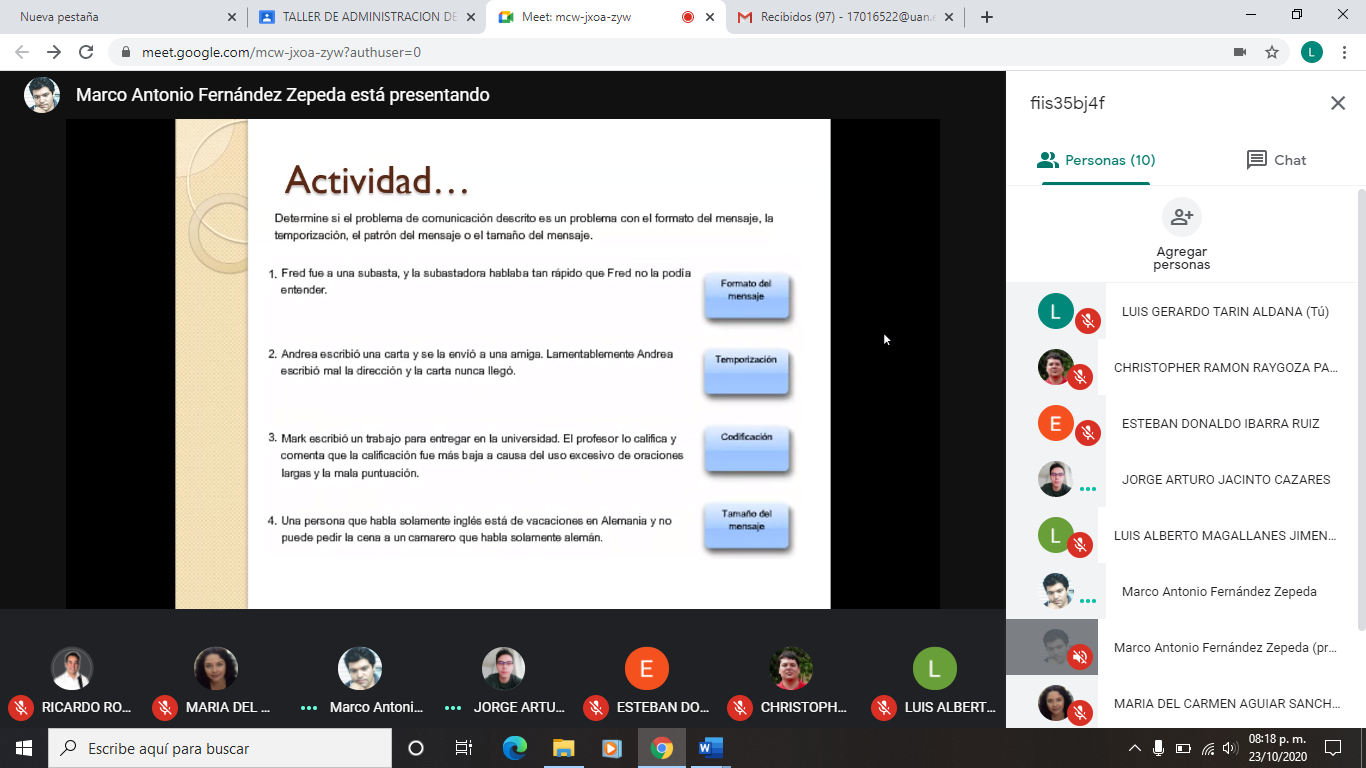 Nueva pestaña
TALLER DE ADMINISTRACION DE
Meet: mcw-jxoa-zyw
Recibidos (97) - 17016522@uan.e
meet.google.com/mcw-jxoa-zyw?authuser=0
L
Marco Antonio Fernández Zepeda está presentando
Actividad...
Determine si el problema de comunicación descrito es un problema con el formato del mensaje, la
temporización, el patrón del mensaje o el tamaño del mensaje.
1. Fred fue a una subasta, y la subastadora hablaba tan rápido que Fred no la podía
entender.
Formato del
mensaje
2. Andrea escribió una carta y se la envió a una amiga. Lamentablemente Andrea
escribió mal la dirección y la carta nunca llegó.
Temporización
3. Mark escribió un trabajo para entregar en la universidad. El profesor lo califica y
comenta que la calificación fue más baja a causa del uso excesivo de oraciones
largas y la mala puntuación.
Codificación
4. Una persona que habla solamente inglés está de vacaciones en Alemania y no
puede pedir la cena a un camarero que habla solamente alemán.
Tamaño del
mensaje
fiis35bj4f
Personas (10)
Chat
Agregar
personas
L
LUIS GERARDO TARIN ALDANA (Tú)
CHRISTOPHER RAMON RAYGOZA PA...
E
ESTEBAN DONALDO IBARRA RUIZ
JORGE ARTURO JACINTO CAZARES
L
LUIS ALBERTO MAGALLANES JIMEN...
Marco Antonio Fernández Zepeda
Marco Antonio Fernández Zepeda (pr...
MARIA DEL CARMEN AGUIAR SANCH...
E
L
RICARDO RO...
MARIA DEL ...
Marco Antoni...
JORGE ARTU...
ESTEBAN DO...
CHRISTOPH...
LUIS ALBERT...
Escribe aquí para buscar
08:18 p. m.
23/10/2020